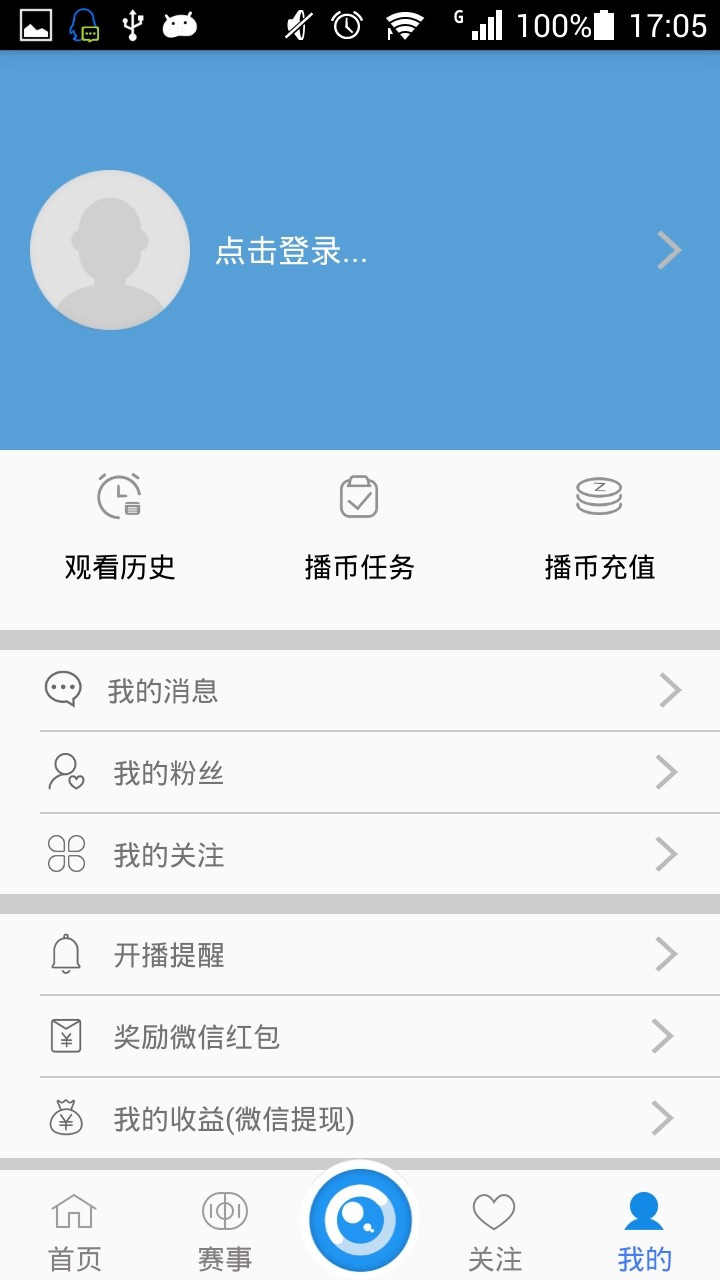 G 100% 17:05
点击登录...
观看历史 播币任务 播币充值
我的消息
我的粉丝
我的关注
开播提醒
奖励微信红包
我的收益(微信提现)
首页 赛事 关注 我的